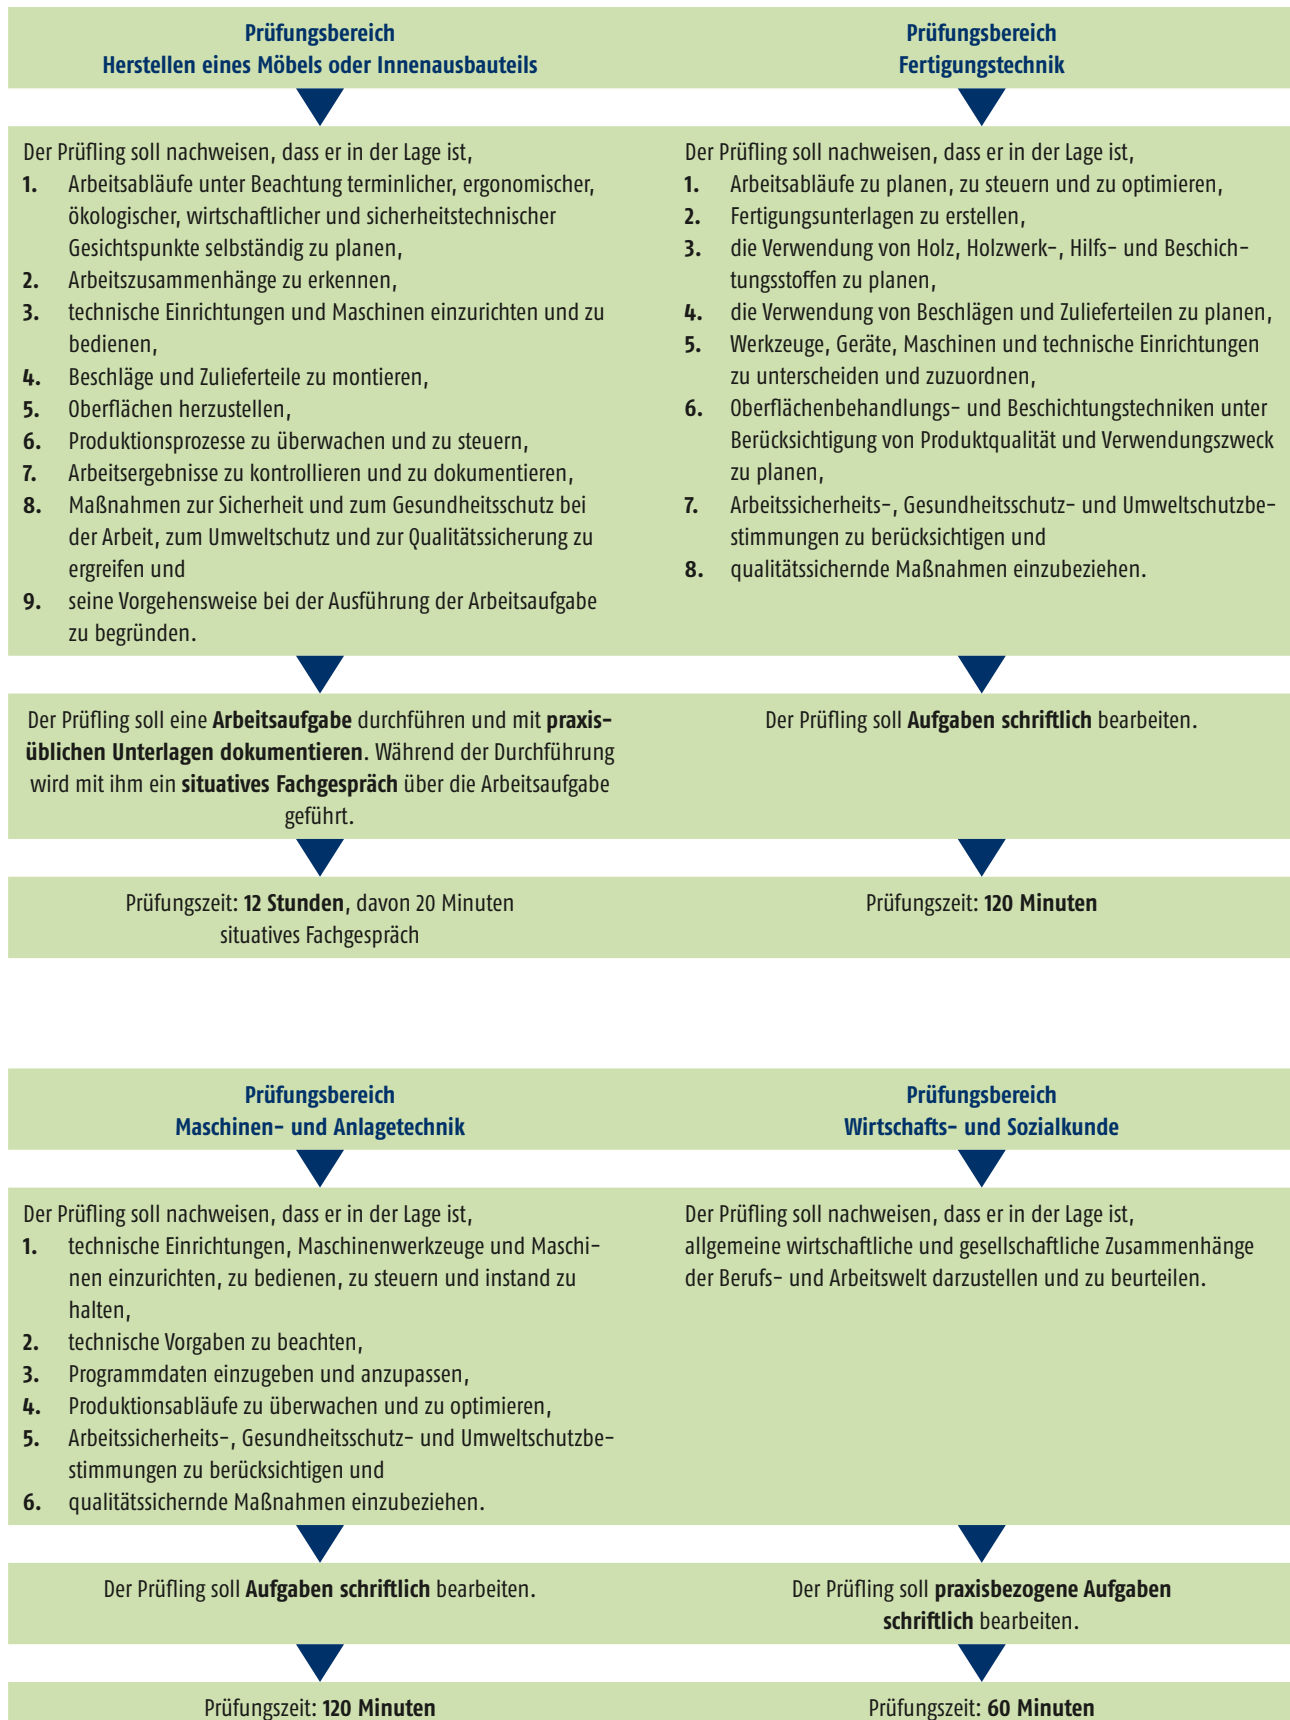 Prüfungsbereich
Herstellen eines Möbels oder Innenausbauteils
Der Prüfling soll nachweisen, dass er in der Lage ist,
1. Arbeitsabläufe unter Beachtung terminlicher, ergonomischer,
ökologischer, wirtschaftlicher und sicherheitstechnischer
Gesichtspunkte selbständig zu planen,
2. Arbeitszusammenhänge zu erkennen,
3. technische Einrichtungen und Maschinen einzurichten und zu
bedienen,
4. Beschläge und Zulieferteile zu montieren,
5. Oberflächen herzustellen,
6. Produktionsprozesse zu überwachen und zu steuern,
7. Arbeitsergebnisse zu kontrollieren und zu dokumentieren,
8. Maßnahmen zur Sicherheit und zum Gesundheitsschutz bei
der Arbeit, zum Umweltschutz und zur Qualitätssicherung zu
ergreifen und
9. seine Vorgehensweise bei der Ausführung der Arbeitsaufgabe
zu begründen.
Der Prüfling soll eine Arbeitsaufgabe durchführen und mit praxis-
üblichen Unterlagen dokumentieren. Während der Durchführung
wird mit ihm ein situatives Fachgespräch über die Arbeitsaufgabe
geführt.
Prüfungszeit: 12 Stunden, davon 20 Minuten
situatives Fachgespräch
Prüfungsbereich
Fertigungstechnik
Der Prüfling soll nachweisen, dass er in der Lage ist,
1. Arbeitsabläufe zu planen, zu steuern und zu optimieren,
2. Fertigungsunterlagen zu erstellen,
3. die Verwendung von Holz, Holzwerk-, Hilfs- und Beschich-
tungsstoffen zu planen,
4. die Verwendung von Beschlägen und Zulieferteilen zu planen,
5. Werkzeuge, Geräte, Maschinen und technische Einrichtungen
zu unterscheiden und zuzuordnen,
6. Oberflächenbehandlungs- und Beschichtungstechniken unter
Berücksichtigung von Produktqualität und Verwendungszweck
zu planen,
7. Arbeitssicherheits-, Gesundheitsschutz- und Umweltschutzbe-
stimmungen zu berücksichtigen und
8. qualitätssichernde Maßnahmen einzubeziehen.
Der Prüfling soll Aufgaben schriftlich bearbeiten.
Prüfungszeit: 120 Minuten
Prüfungsbereich
Maschinen- und Anlagetechnik
Der Prüfling soll nachweisen, dass er in der Lage ist,
1. technische Einrichtungen, Maschinenwerkzeuge und Maschi-
nen einzurichten, zu bedienen, zu steuern und instand zu
halten,
2. technische Vorgaben zu beachten,
3. Programmdaten einzugeben und anzupassen,
4. Produktionsabläufe zu überwachen und zu optimieren,
5. Arbeitssicherheits-, Gesundheitsschutz- und Umweltschutzbe-
stimmungen zu berücksichtigen und
6. qualitätssichernde Maßnahmen einzubeziehen.
Der Prüfling soll Aufgaben schriftlich bearbeiten.
Prüfungszeit: 120 Minuten
Prüfungsbereich
Wirtschafts- und Sozialkunde
Der Prüfling soll nachweisen, dass er in der Lage ist,
allgemeine wirtschaftliche und gesellschaftliche Zusammenhänge
der Berufs- und Arbeitswelt darzustellen und zu beurteilen.
Der Prüfling soll praxisbezogene Aufgaben
schriftlich bearbeiten.
Prüfungszeit: 60 Minuten